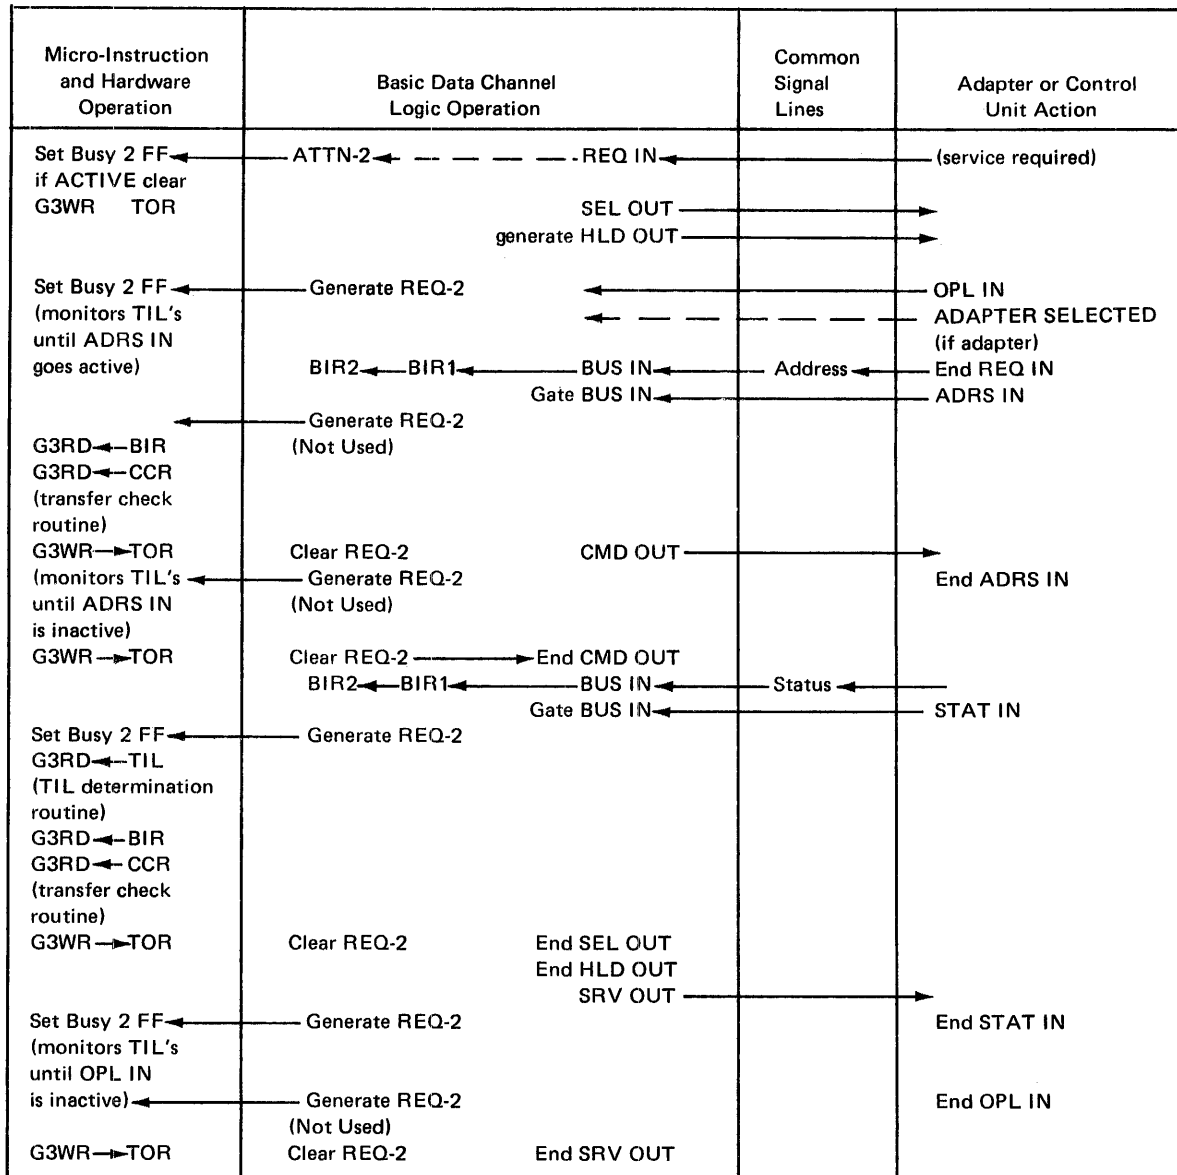 Micro-Instruction
and Hardware
Operation
Basic Data Channel
Logic Operation
Common
Signal
Lines
Adapter or Control
Unit Action
Set Busy 2 FF ATTN-2 REQ IN (service required)
if ACTIVE clear
G3WR TOR SEL OUT
generate HLD OUT
Set Busy 2 FF Generate REQ-2 OPL IN
(monitors TIL's ADAPTER SELECTED
until ADRS IN (if adapter)
goes active) BIR2 BIR1 BUS IN Address End REQ IN
Gate BUS IN ADRS IN
Generate REQ-2
G3RD BIR (Not Used)
G3RD CCR
(transfer check
routine)
G3WR TOR Clear REQ-2 CMD OUT
(monitors TIL's Generate REQ-2 End ADRS IN
until ADRS IN (Not Used)
is inactive)
G3WR TOR Clear REQ-2 End CMD OUT
BIR2 BIR1 BUS IN Status
Gate BUS IN STAT IN
Set Busy 2 FF Generate REQ-2
G3RD TIL
(TIL determination
routine)
G3RD BIR
G3RD CCR
(transfer check
routine)
G3WR TOR Clear REQ-2 End SEL OUT
End HLD OUT
SRV OUT
Set Busy 2 FF Generate REQ-2 End STAT IN
(monitors TIL's
until OPL IN
is inactive) Generate REQ-2 End OPL IN
(Not Used)
G3WR TOR Clear REQ-2 End SRV OUT